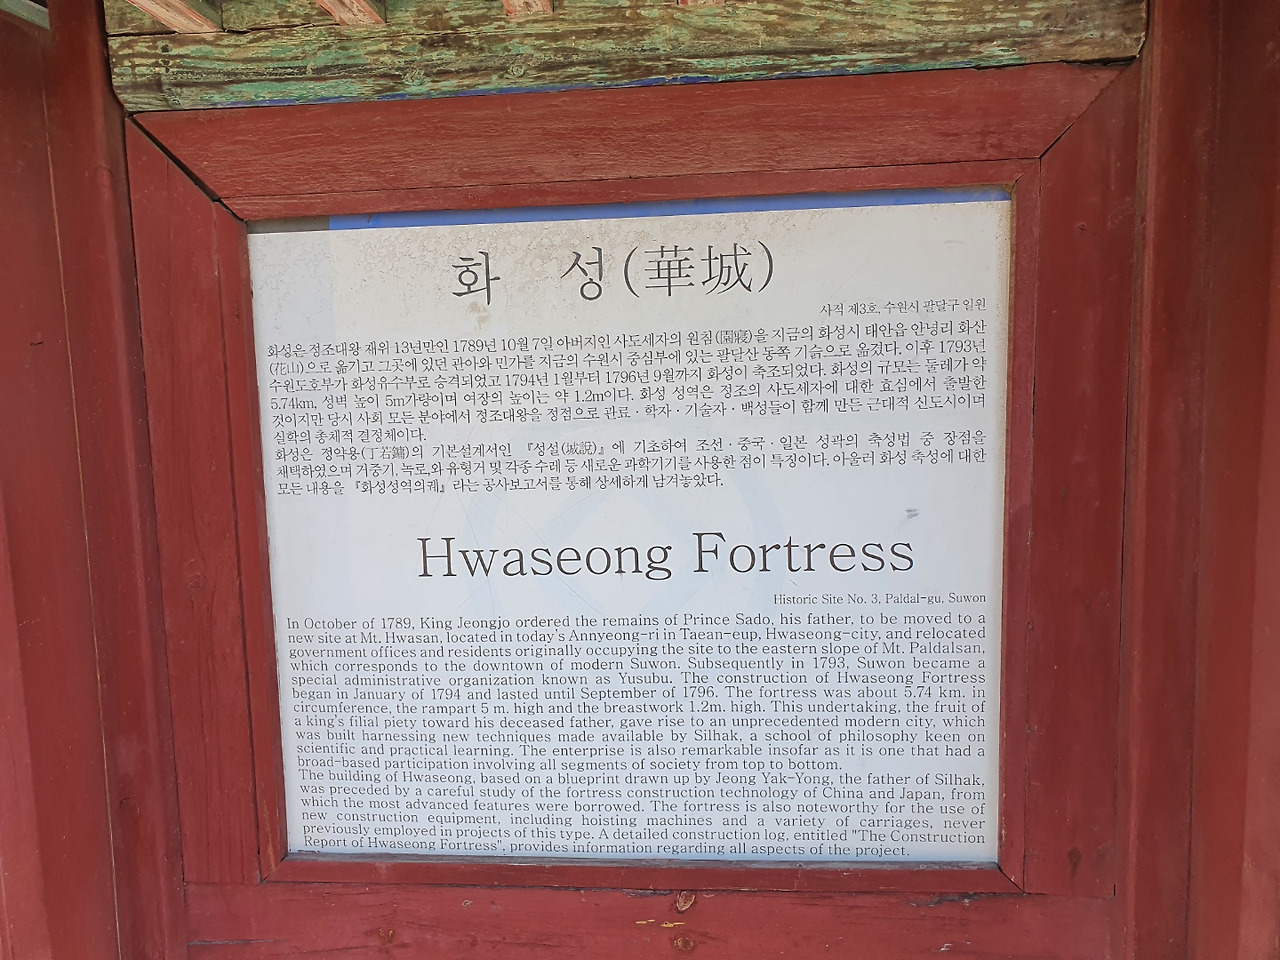 화 성(華城)
사적 제3호, 수원시 팔달구 일원
화성은 정조대왕 재위 13년만인 1789년 10월 7일 아버지인 사도세자의 원침(園寢)을 지금의 화성시 태안읍 안녕리 화산
(花山)으로 옮기고 그곳에 있던 관아와 민가를 지금의 수원시 중심부에 있는 팔달산 동쪽 기슭으로 옮겼다. 이후 1793년
수원도호부가 화성유수부로 승격되었고 1794년 1월부터 1796년 9월까지 화성이 축조되었다. 화성의 규모는 둘레가 약
5.74km, 성벽 높이 5m가량이며 여장의 높이는 약 1.2m이다. 화성 성역은 정조의 사도세자에 대한 효심에서 출발한
것이지만 당시 사회 모든 분야에서 정조대왕을 정점으로 관료 · 학자 · 기술자 · 백성들이 함께 만든 근대적 신도시이며
실학의 총체적 결정체이다.
화성은 정약용(丁若鏞)의 기본설계서인 『성설(城說)』에 기초하여 조선 · 중국 · 일본 성곽의 축성법 중 장점을
채택하였으며 거중기, 녹로,와 유형거 및 각종 수레 등 새로운 과학기기를 사용한 점이 특징이다. 아울러 화성 축성에 대한
모든 내용을 『화성성역의궤』라는 공사보고서를 통해 상세하게 남겨놓았다.
Hwaseong Fortress
Historic Site No. 3, Paldal-gu, Suwon
In October of 1789, King Jeongjo ordered the remains of Prince Sado, his father, to be moved to a
new site at Mt. Hwasan, located in today's Annyeong-ri in Taean-eup, Hwaseong-city, and relocated
government offices and residents originally occupying the site to the eastern slope of Mt. Paldalsan,
which corresponds to the downtown of modern Suwon. Subsequently in 1793, Suwon became a
special administrative organization known as Yusubu. The construction of Hwaseong Fortress
began in January of 1794 and lasted until September of 1796. The fortress was about 5.74 km. in
circumference, the rampart 5 m. high and the breastwork 1.2m. high. This undertaking, the fruit of
a king's filial piety toward his deceased father, gave rise to an unprecedented modern city, which
was built harnessing new techniques made available by Silhak, a school of philosophy keen on
scientific and practical learning. The enterprise is also remarkable insofar as it is one that had a
broad-based participation involving all segments of society from top to bottom.
The building of Hwaseong, based on a blueprint drawn up by Jeong Yak-Yong, the father of Silhak,
was preceded by a careful study of the fortress construction technology of China and Japan, from
which the most advanced features were borrowed. The fortress is also noteworthy for the use of
new construction equipment, including hoisting machines and a variety of carriages, never
previously employed in projects of this type. A detailed construction log, entitled "The Construction
Report of Hwaseong Fortress", provides information regarding all aspects of the project.